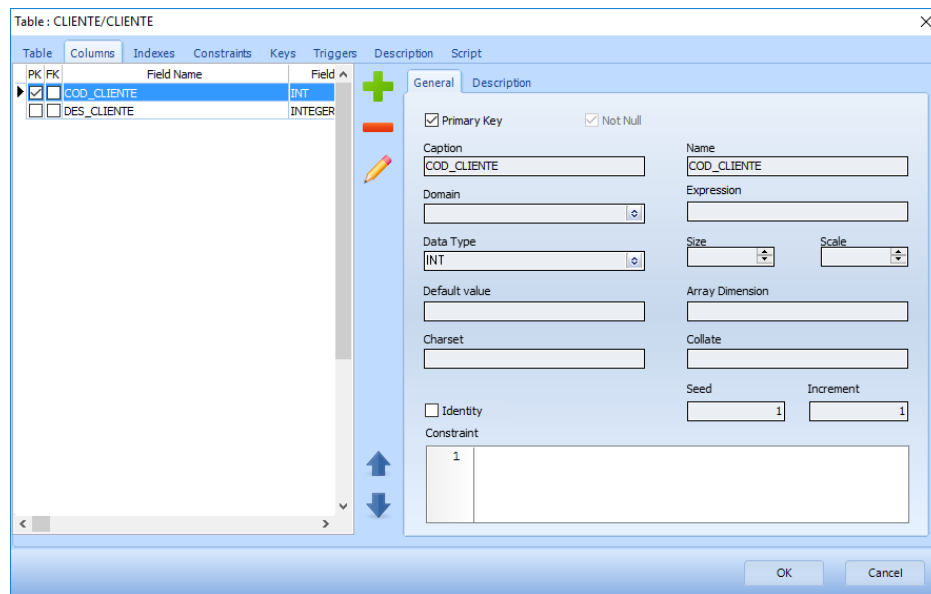 Table : CLIENTE/CLIENTE
Table Columns Indexes Constraints Keys Triggers Description Script
PK FK Field Name Field
COD_CLIENTE INT
DES_CLIENTE INTEGER
General Description
Primary Key Not Null
Caption Name
COD_CLIENTE COD_CLIENTE
Domain Expression
Data Type Size Scale
INT
Default value Array Dimension
Charset Collate
Seed Increment
Identity 1 1
Constraint
1
OK Cancel